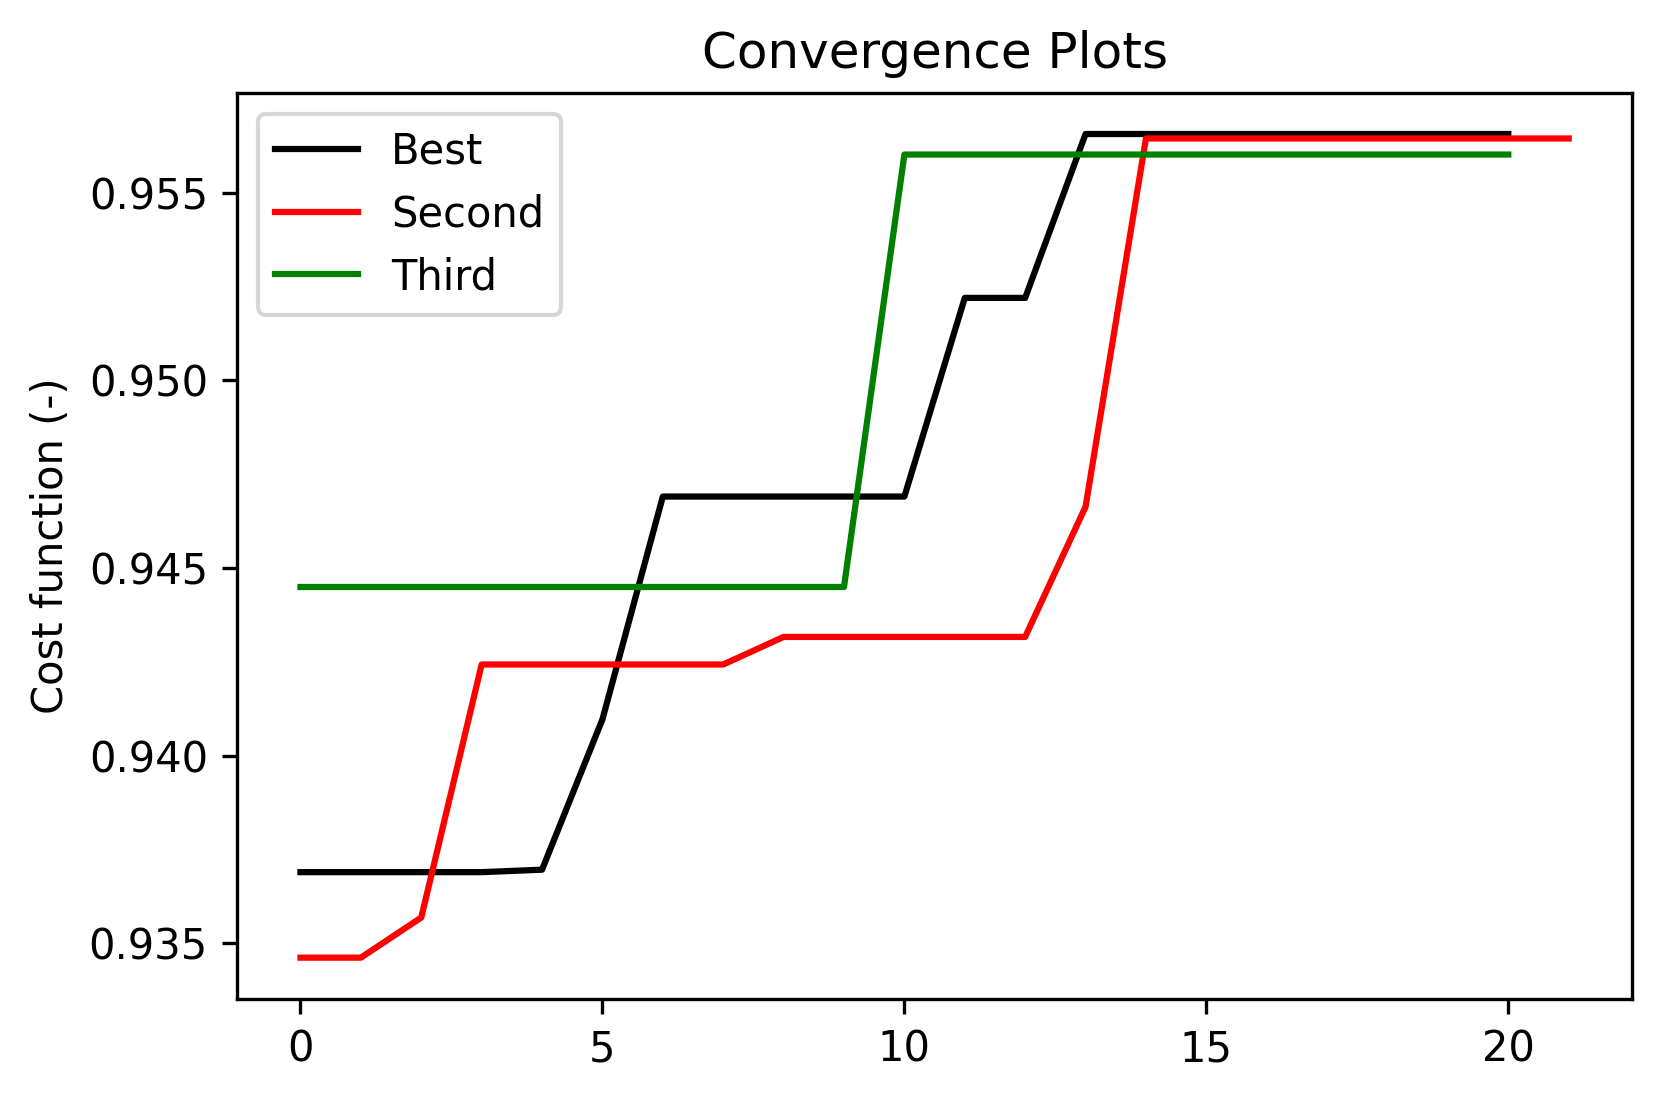 Convergence Plots
Best
Second
Third
Cost function (-)
0.955
0.950
0.945
0.940
0.935
0 5 10 15 20